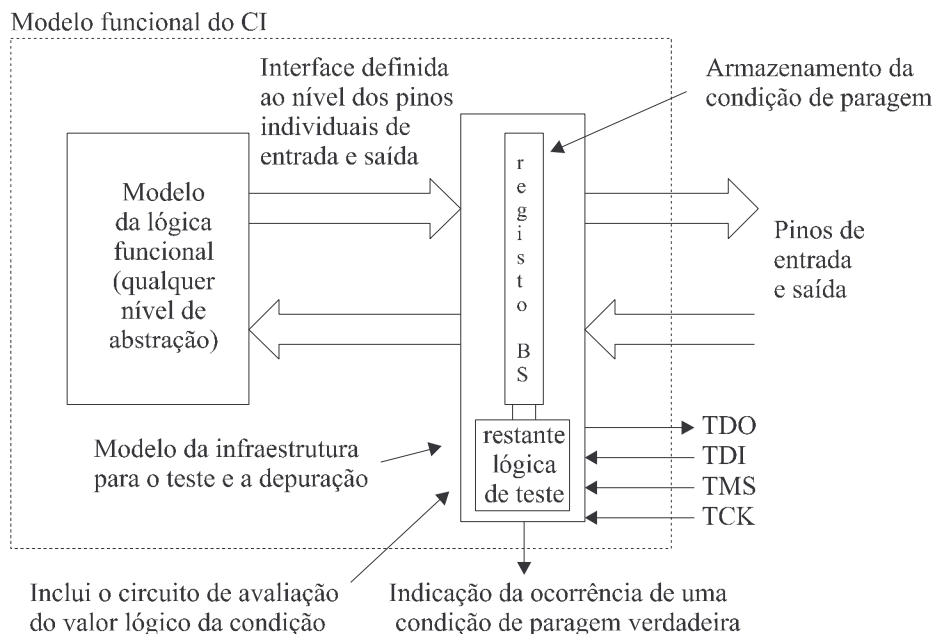 Modelo funcional do CI
Interface definida
ao nível dos pinos
individuais de
entrada e saída
Armazenamento da
condição de paragem
Modelo
da lógica
funcional
(qualquer
nível de
abstração)
registo BS
Pinos de
entrada
e saída
restante
lógica
de teste
TDO
TDI
TMS
TCK
Modelo da infraestrutura
para o teste e a depuração
Inclui o circuito de avaliação
do valor lógico da condição
Indicação da ocorrência de uma
condição de paragem verdadeira